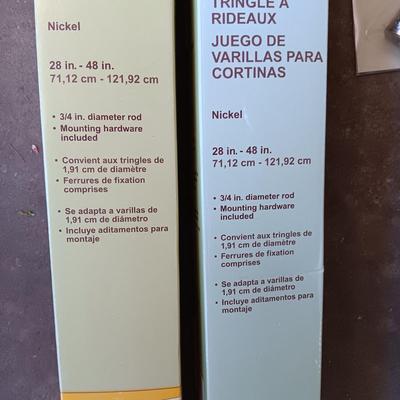 Nickel
28 in. - 48 in.
71,12 cm - 121,92 cm
• 3/4 in. diameter rod
• Mounting hardware
included
• Convient aux tringles de
1,91 cm de diamètre
• Ferrures de fixation
comprises
• Se adapta a varillas de
1,91 cm de diámetro
• Incluye aditamentos para
montaje
TRINGLE À
RIDEAUX
JUEGO DE
VARILLAS PARA
CORTINAS
Nickel
28 in. - 48 in.
71,12 cm - 121,92 cm
• 3/4 in. diameter rod
• Mounting hardware
included
• Convient aux tringles de
1,91 cm de diamètre
• Ferrures de fixation
comprises
• Se adapta a varillas de
1,91 cm de diámetro
• Incluye aditamentos para
montaje